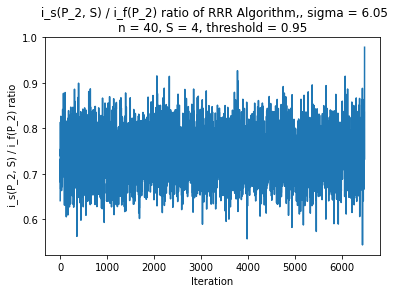 i_s(P_2, S) / i_f(P_2) ratio of RRR Algorithm,, sigma = 6.05
n = 40, S = 4, threshold = 0.95
i_s(P_2, S) / i_f(P_2) ratio
1.0
0.9
0.8
0.7
0.6
0 1000 2000 3000 4000 5000 6000
Iteration